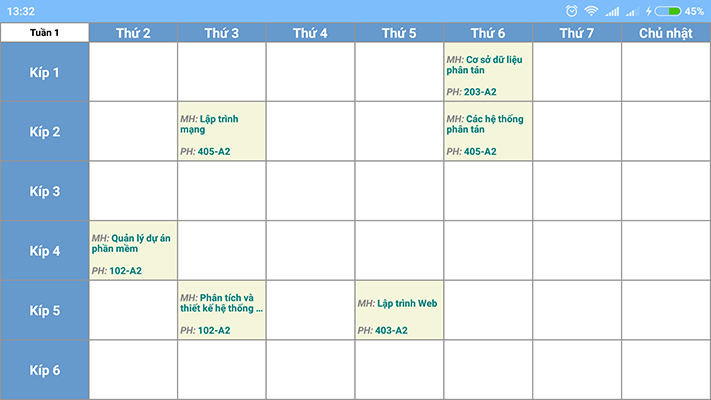 13:32
45%
Tuần 1
Thứ 2
Thứ 3
Thứ 4
Thứ 5
Thứ 6
Thứ 7
Chủ nhật
Kíp 1
MH: Cơ sở dữ liệu
phân tán
PH: 203-A2
Kíp 2
MH: Lập trình
mạng
PH: 405-A2
MH: Các hệ thống
phân tán
PH: 405-A2
Kíp 3
Kíp 4
MH: Quản lý dự án
phần mềm
PH: 102-A2
Kíp 5
MH: Phân tích và
thiết kế hệ thống ...
PH: 102-A2
MH: Lập trình Web
PH: 403-A2
Kíp 6